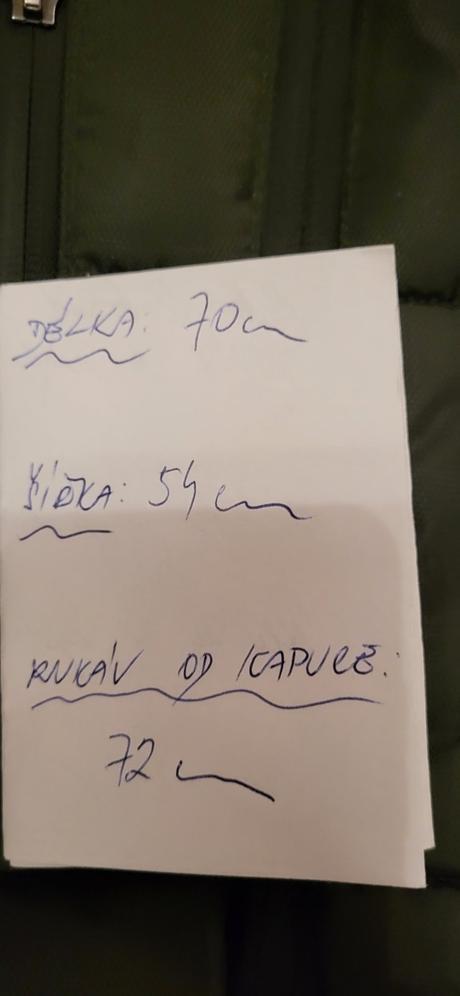 DÉLKA: 70cm
ŠÍŘKA: 54 cm
RUKÁV OD KAPUCE:
72 cm